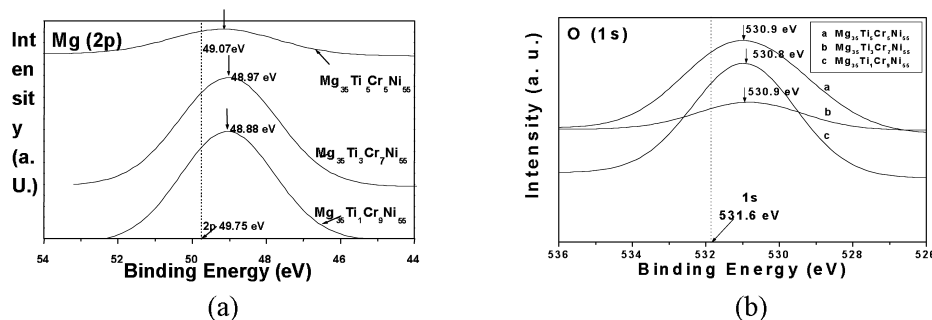 Int
en
sit
y
(a.
U.)
Mg (2p)
49.07eV
48.97 eV
48.88 eV
Mg35Ti5Cr5Ni55
Mg35Ti3Cr7Ni55
Mg35Ti1Cr9Ni55
2p 49.75 eV
54 52 50 48 46 44
Binding Energy (eV)
(a)
Intensity (a. u.)
O (1s)
530.9 eV
530.8 eV
530.9 eV
a Mg35Ti5Cr5Ni55
b Mg35Ti3Cr7Ni55
c Mg35Ti1Cr9Ni55
a
b
c
1s
531.6 eV
536 534 532 530 528 526
Binding Energy (eV)
(b)